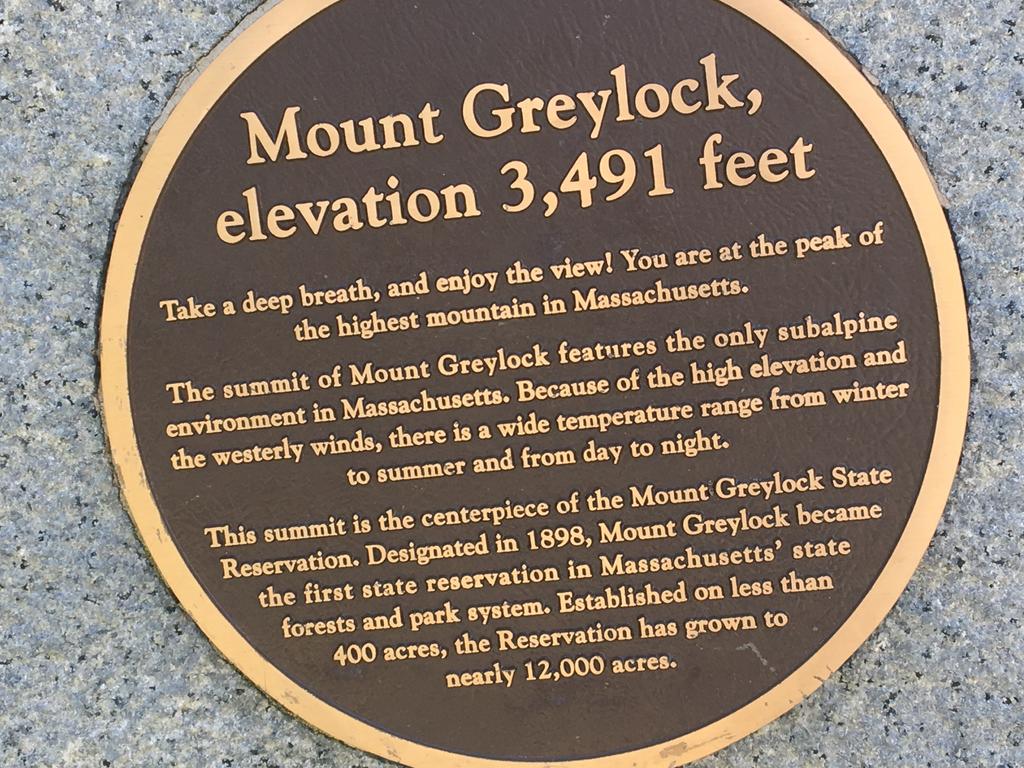 Mount Greylock,
elevation 3,491 feet
Take a deep breath, and enjoy the view! You are at the peak of
the highest mountain in Massachusetts.
The summit of Mount Greylock features the only subalpine
environment in Massachusetts. Because of the high elevation and
the westerly winds, there is a wide temperature range from winter
to summer and from day to night.
This summit is the centerpiece of the Mount Greylock State
Reservation. Designated in 1898, Mount Greylock became
the first state reservation in Massachusetts' state
forests and park system. Established on less than
400 acres, the Reservation has grown to
nearly 12,000 acres.